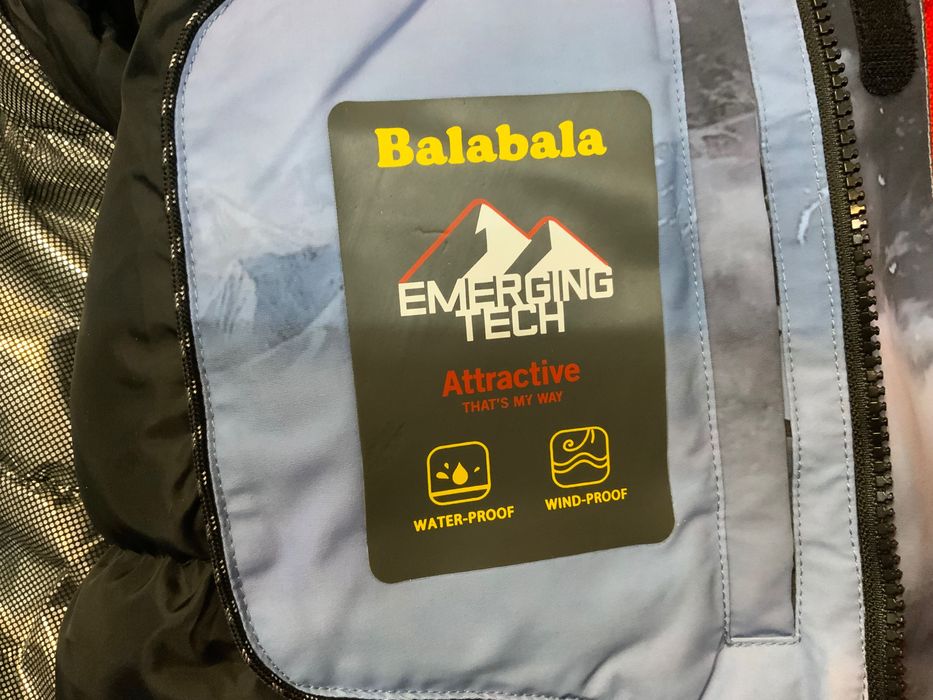 Balabala
EMERGING
TECH
Attractive
THAT'S MY WAY
WATER-PROOF
WIND-PROOF